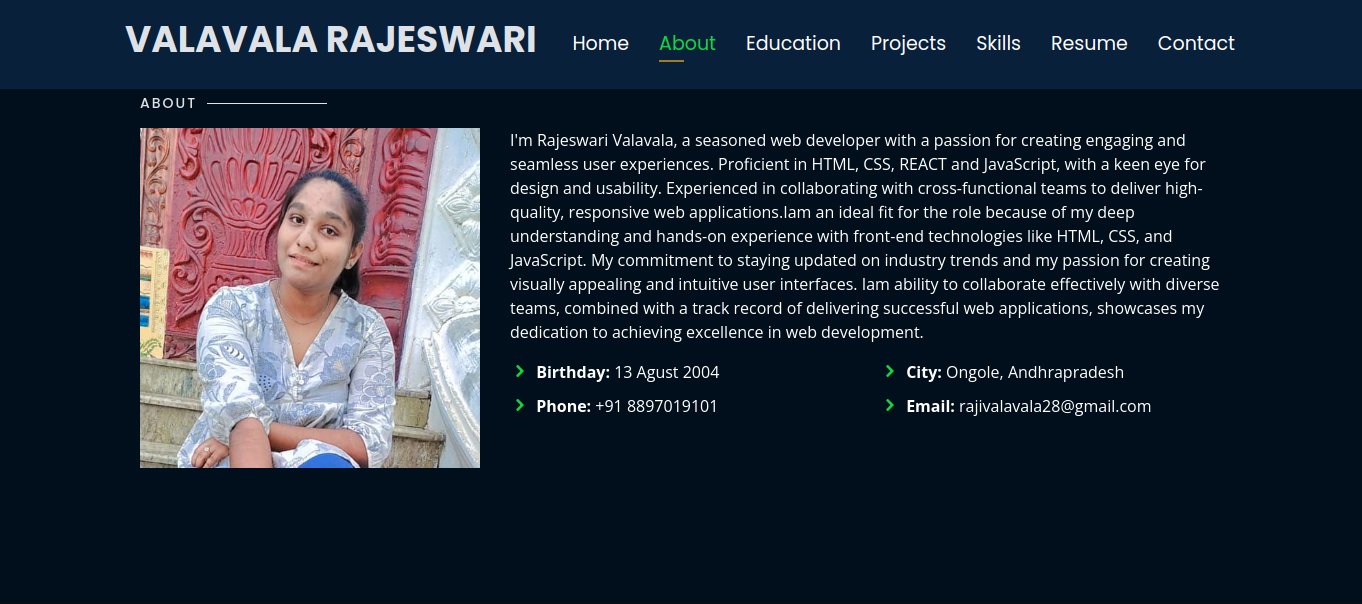 VALAVALA RAJESWARI
Home About Education Projects Skills Resume Contact
ABOUT
I'm Rajeswari Valavala, a seasoned web developer with a passion for creating engaging and
seamless user experiences. Proficient in HTML, CSS, REACT and JavaScript, with a keen eye for
design and usability. Experienced in collaborating with cross-functional teams to deliver high-
quality, responsive web applications.Iam an ideal fit for the role because of my deep
understanding and hands-on experience with front-end technologies like HTML, CSS, and
JavaScript. My commitment to staying updated on industry trends and my passion for creating
visually appealing and intuitive user interfaces. Iam ability to collaborate effectively with diverse
teams, combined with a track record of delivering successful web applications, showcases my
dedication to achieving excellence in web development.
Birthday: 13 Agust 2004
City: Ongole, Andhrapradesh
Phone: +91 8897019101
Email: rajivalavala28@gmail.com